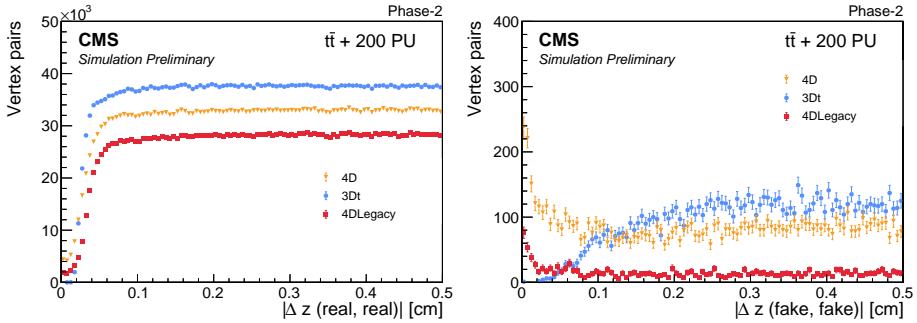 ×10³
Phase-2
50
CMS
tt̄ + 200 PU
Simulation Preliminary
40
30
20
4D
3Dt
4DLegacy
10
0
0 0.1 0.2 0.3 0.4 0.5
Vertex pairs
|Δ z (real, real)| [cm]
Phase-2
400
CMS
tt̄ + 200 PU
Simulation Preliminary
4D
3Dt
4DLegacy
300
200
100
0
0 0.1 0.2 0.3 0.4 0.5
Vertex pairs
|Δ z (fake, fake)| [cm]